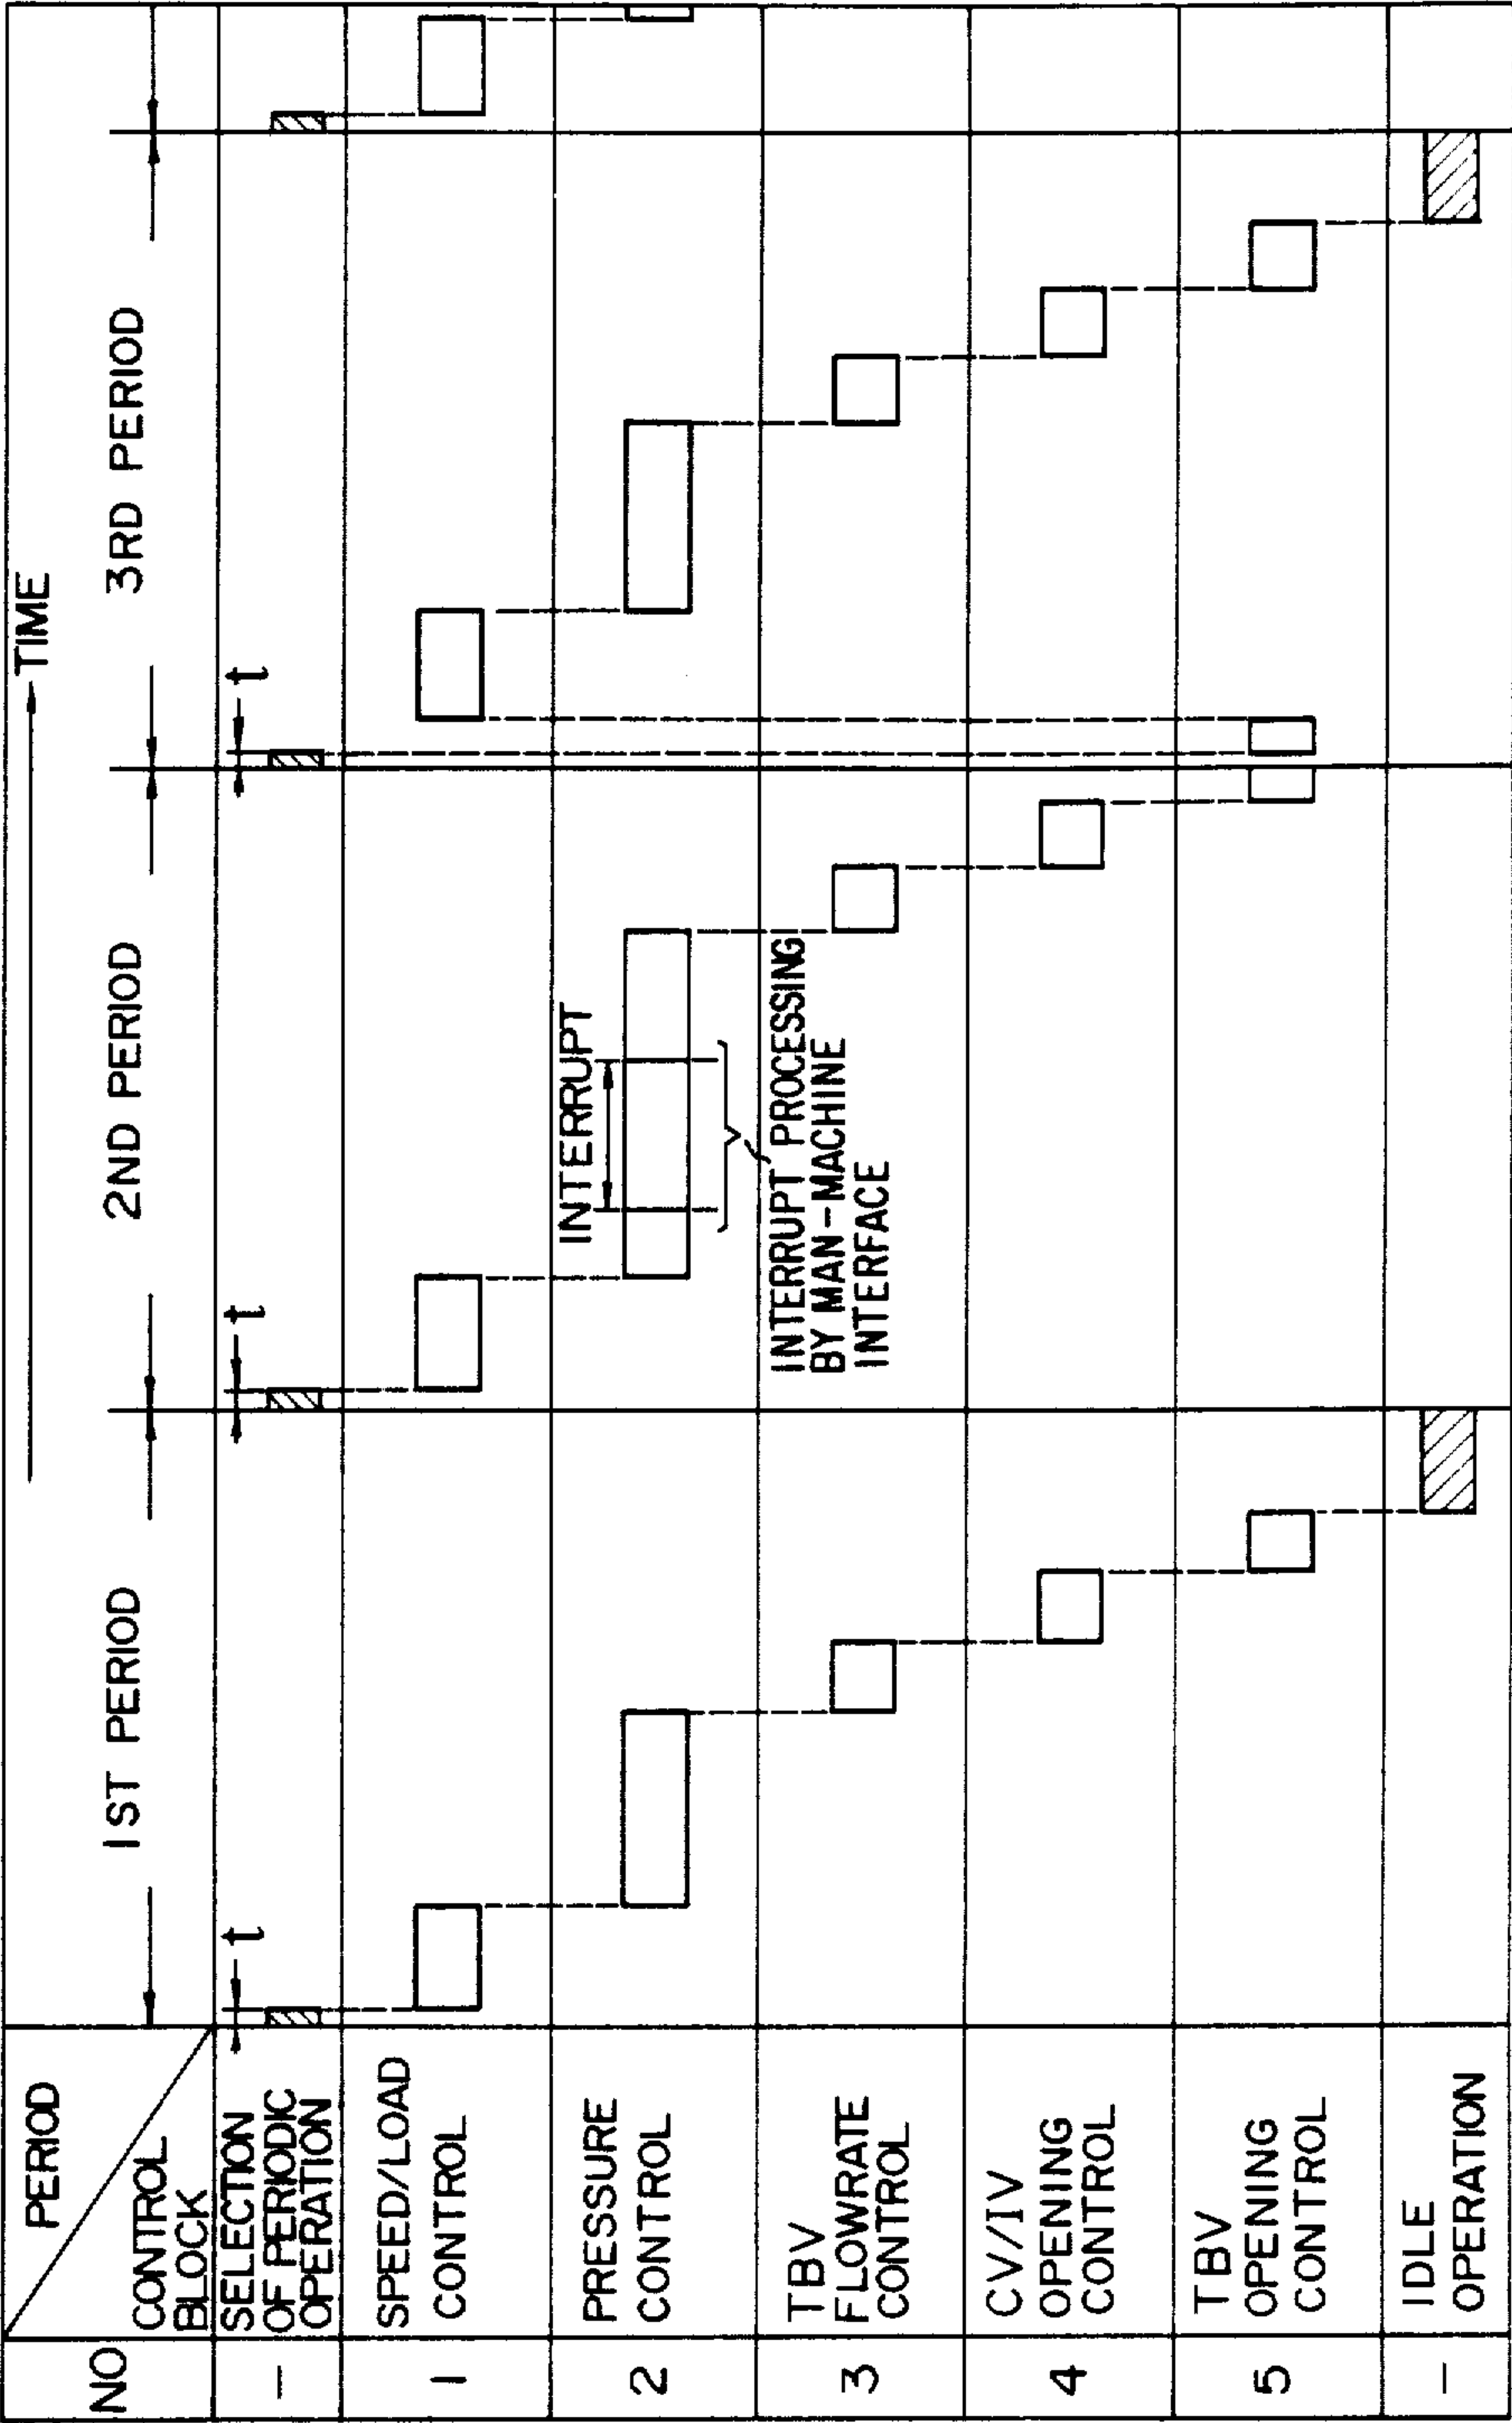 NO
PERIOD
CONTROL
BLOCK
TIME
1ST PERIOD
2ND PERIOD
3RD PERIOD
-
SELECTION
OF PERIODIC
OPERATION
t
t
t
1
SPEED/LOAD
CONTROL
2
PRESSURE
CONTROL
INTERRUPT
INTERRUPT PROCESSING
BY MAN-MACHINE
INTERFACE
3
TBV
FLOWRATE
CONTROL
4
CV/IV
OPENING
CONTROL
5
TBV
OPENING
CONTROL
-
IDLE
OPERATION